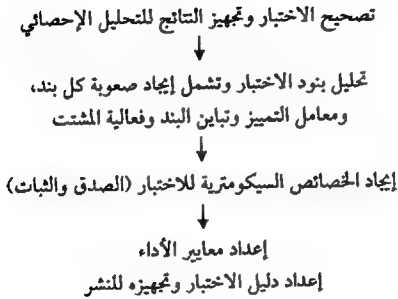 تصحيح الاختبار وتجهيز النتائج للتحليل الإحصائي
تحليل بنود الاختبار وتشمل إيجاد صعوبة كل بند،
ومعامل التمييز وتباين البند وفعالية المشتت
إيجاد الخصائص السيكومترية للاختبار (الصدق والثبات)
إعداد معايير الأداء
إعداد دليل الاختبار وتجهيزه للنشر